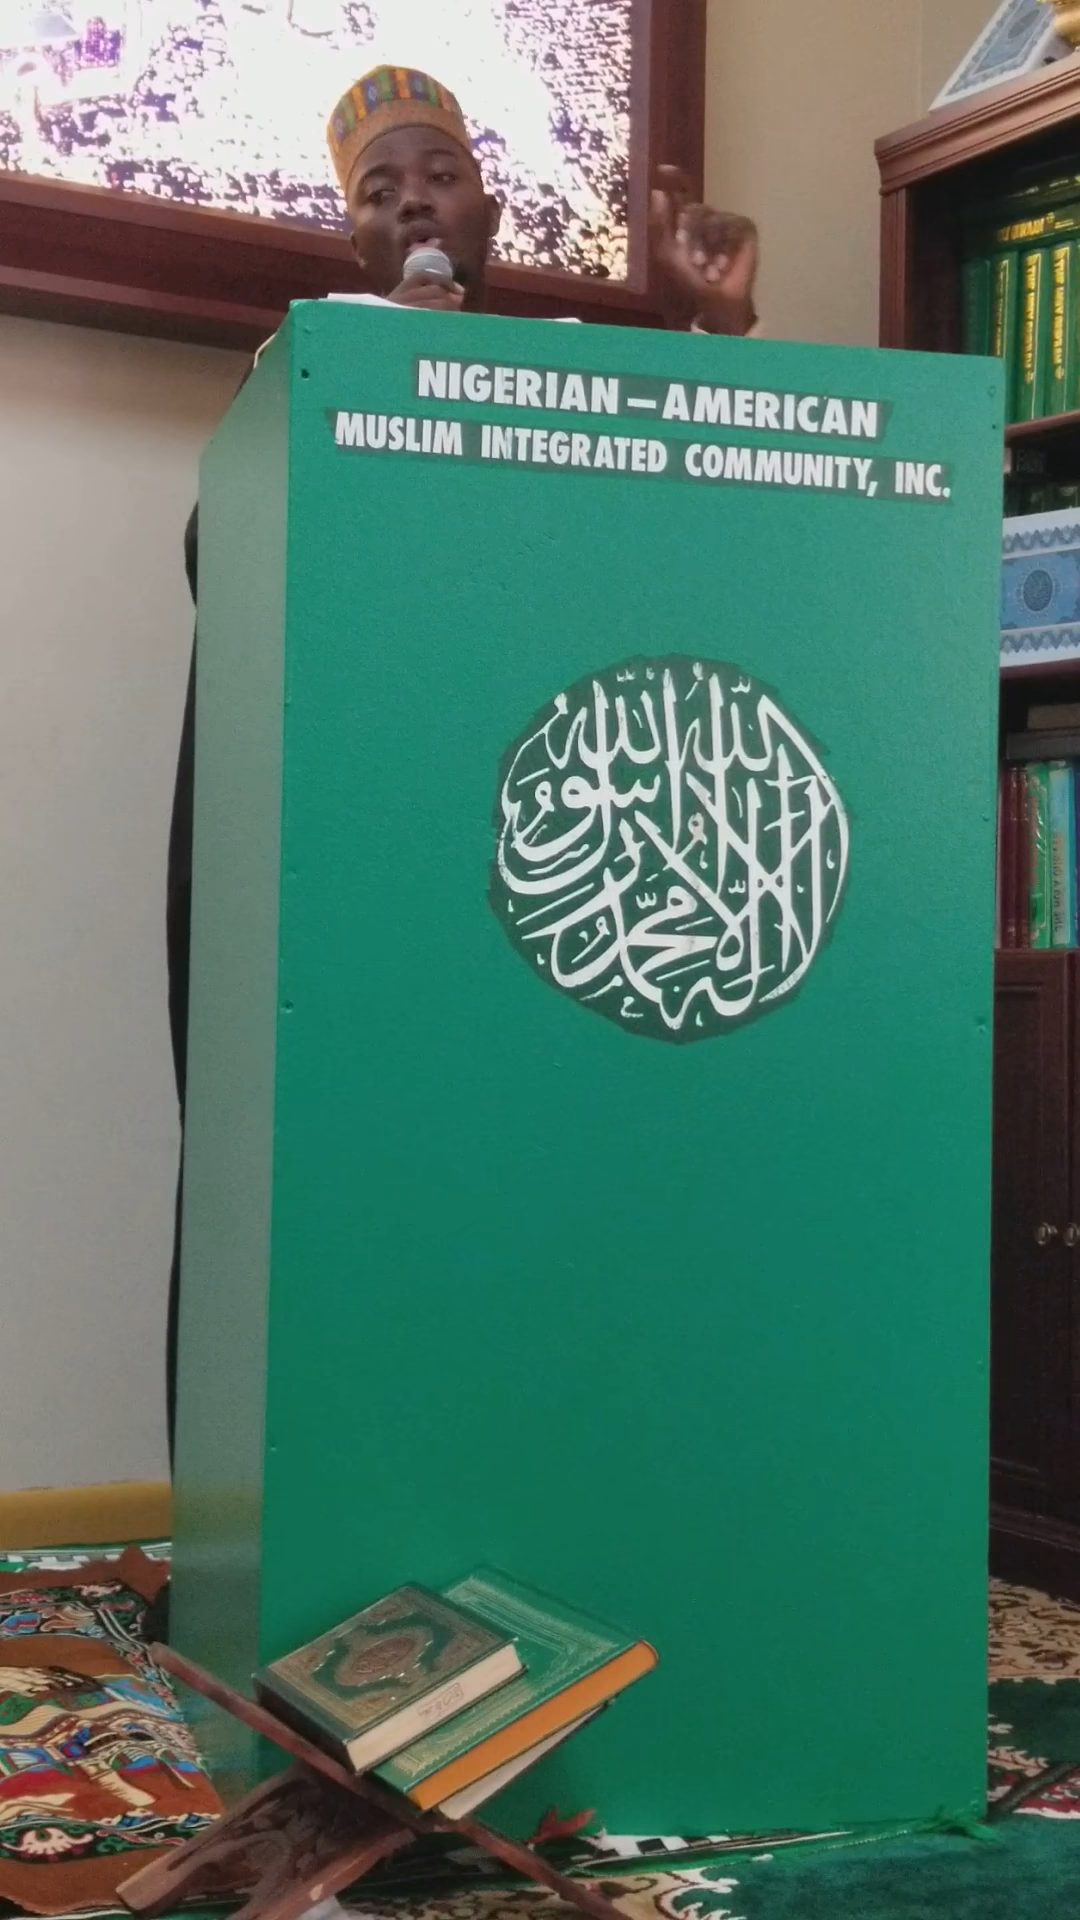 NIGERIAN-AMERICAN
MUSLIM INTEGRATED COMMUNITY, INC.
لا إله إلا الله محمد رسول الله